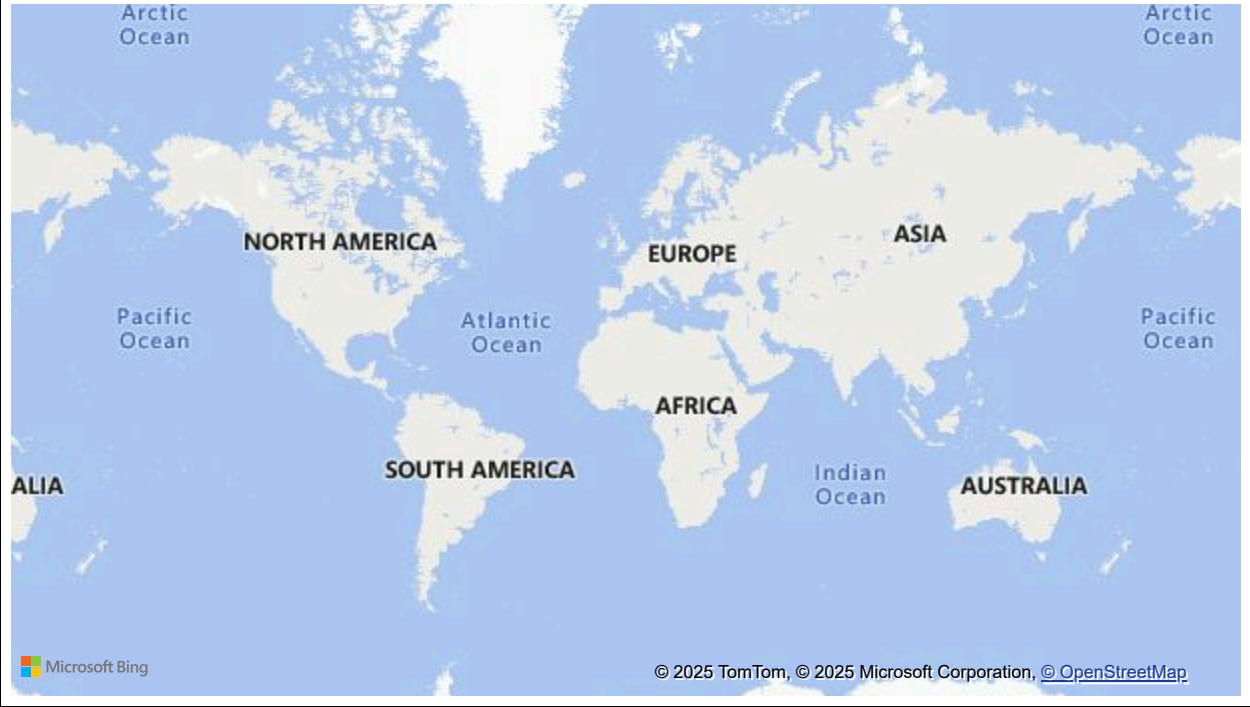 Arctic
Ocean
Arctic
Ocean
NORTH AMERICA
EUROPE
ASIA
Pacific
Ocean
Atlantic
Ocean
Pacific
Ocean
AFRICA
SOUTH AMERICA
ALIA
Indian
Ocean
AUSTRALIA
Microsoft Bing
© 2025 TomTom, © 2025 Microsoft Corporation, © OpenStreetMap